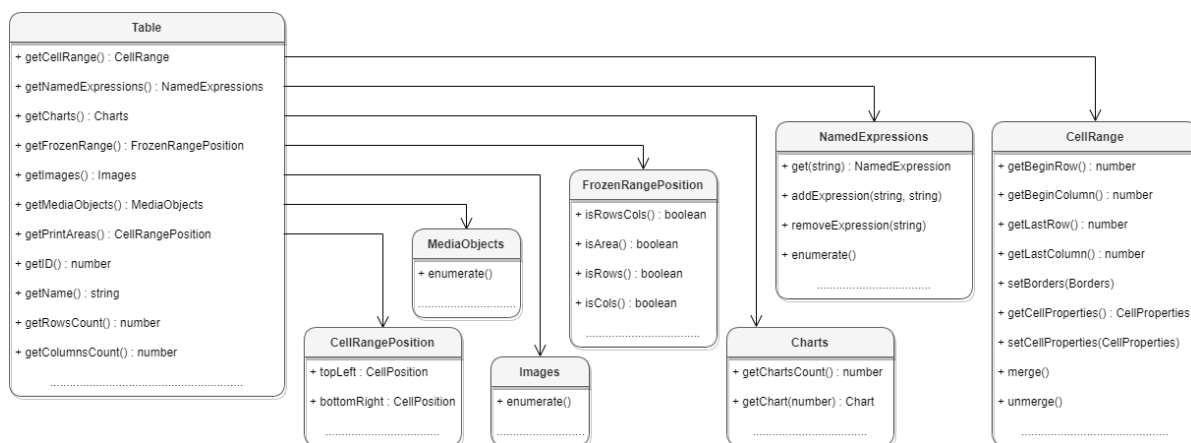 Table
+ getCellRange() : CellRange
+ getNamedExpressions() : NamedExpressions
+ getCharts() : Charts
+ getFrozenRange() : FrozenRangePosition
+ getImages() : Images
+ getMediaObjects() : MediaObjects
+ getPrintAreas() : CellRangePosition
+ getID() : number
+ getName() : string
+ getRowsCount() : number
+ getColumnsCount() : number
CellRangePosition
+ topLeft : CellPosition
+ bottomRight : CellPosition
MediaObjects
+ enumerate()
Images
+ enumerate()
FrozenRangePosition
+ isRowsCols() : boolean
+ isArea() : boolean
+ isRows() : boolean
+ isCols() : boolean
Charts
+ getChartsCount() : number
+ getChart(number) : Chart
NamedExpressions
+ get(string) : NamedExpression
+ addExpression(string, string)
+ removeExpression(string)
+ enumerate()
CellRange
+ getBeginRow() : number
+ getBeginColumn() : number
+ getLastRow() : number
+ getLastColumn() : number
+ setBorders(Borders)
+ getCellProperties() : CellProperties
+ setCellProperties(CellProperties)
+ merge()
+ unmerge()